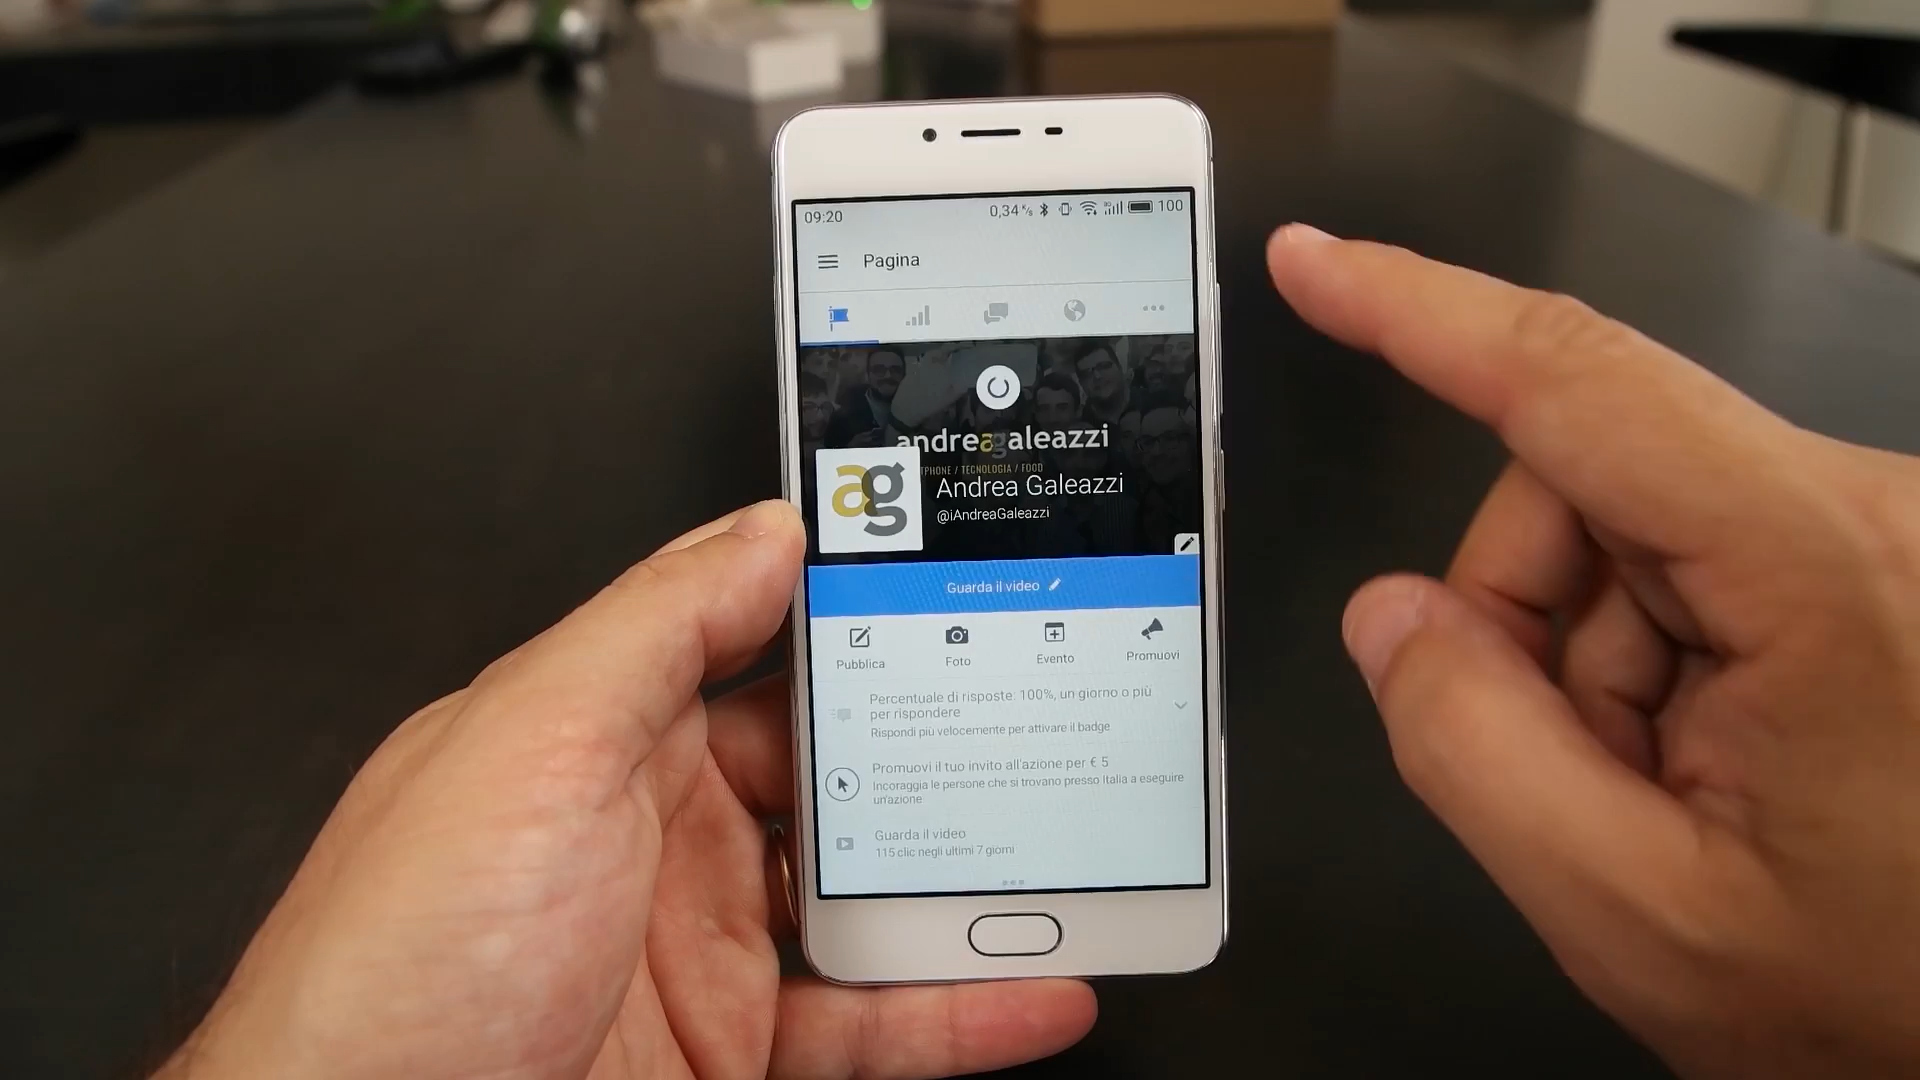 09:20 0,34 K/s 3G 100
Pagina
andreagaleazzi
TPHONE / TECNOLOGIA / FOOD
ag
Andrea Galeazzi
@iAndreaGaleazzi
Guarda il video
Pubblica Foto Evento Promuovi
Percentuale di risposte: 100%, un giorno o più
per rispondere
Rispondi più velocemente per attivare il badge
Promuovi il tuo invito all'azione per € 5
Incoraggia le persone che si trovano presso Italia a eseguire
un'azione
Guarda il video
115 clic negli ultimi 7 giorni